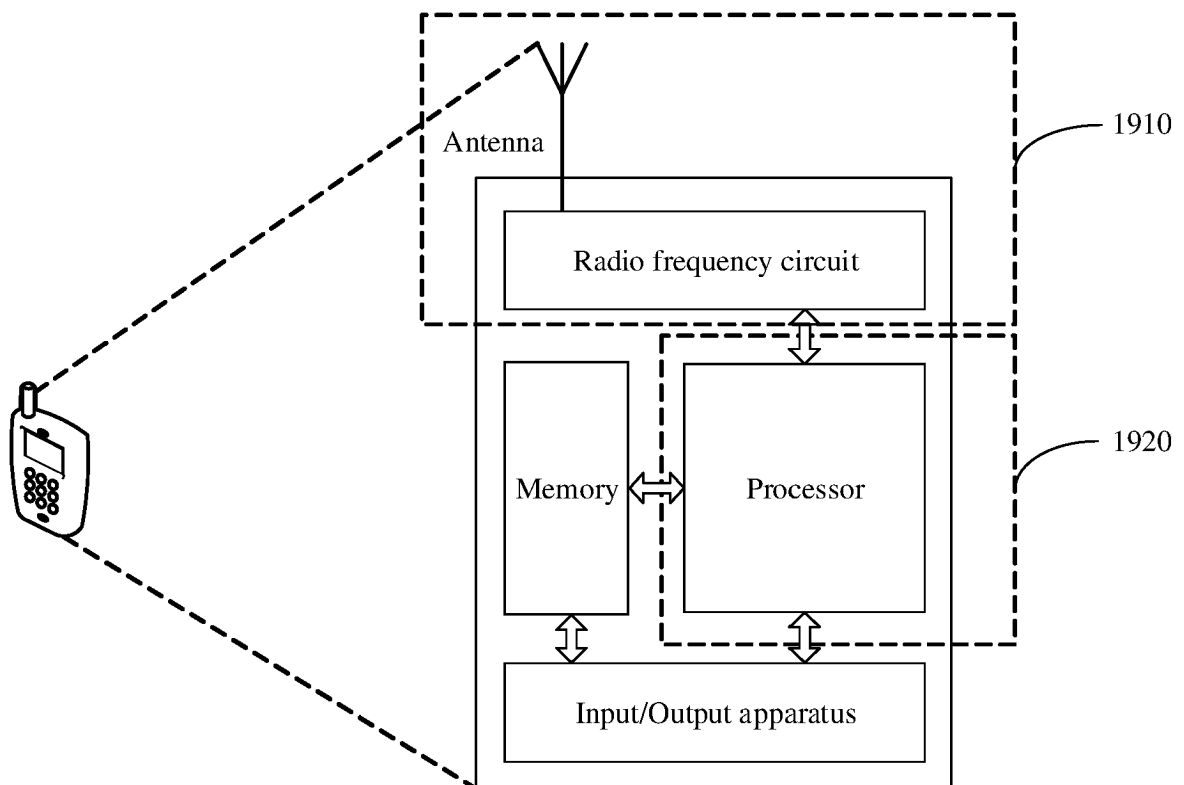 1910
Antenna
Radio frequency circuit
1920
Memory
Processor
Input/Output apparatus